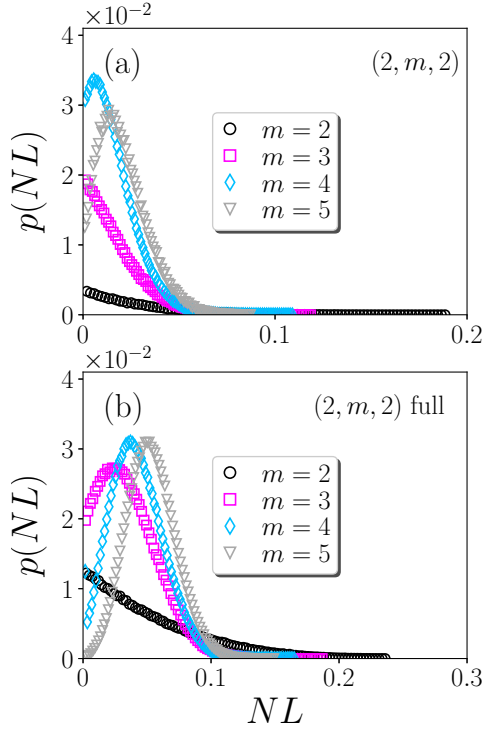 ×10⁻²
(a)
(2, m, 2)
4
3
2
1
0
p(NL)
m = 2
m = 3
m = 4
m = 5
0
0.1
0.2
×10⁻²
(b)
(2, m, 2) full
4
3
2
1
0
p(NL)
m = 2
m = 3
m = 4
m = 5
0
0.1
0.2
0.3
NL